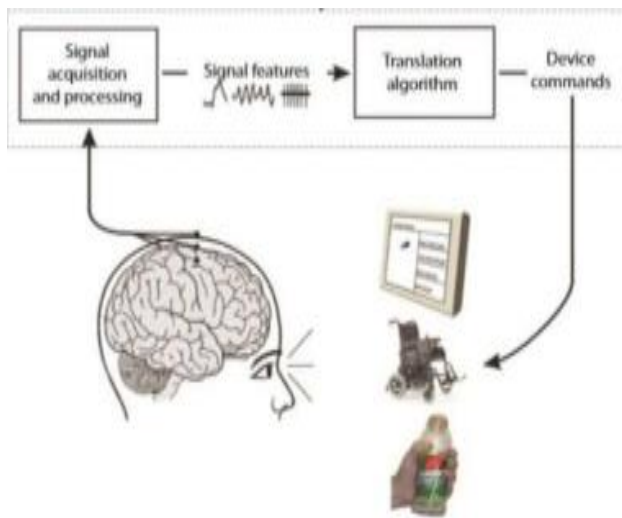 Signal
acquisition
and processing
Signal features
Translation
algorithm
Device
commands